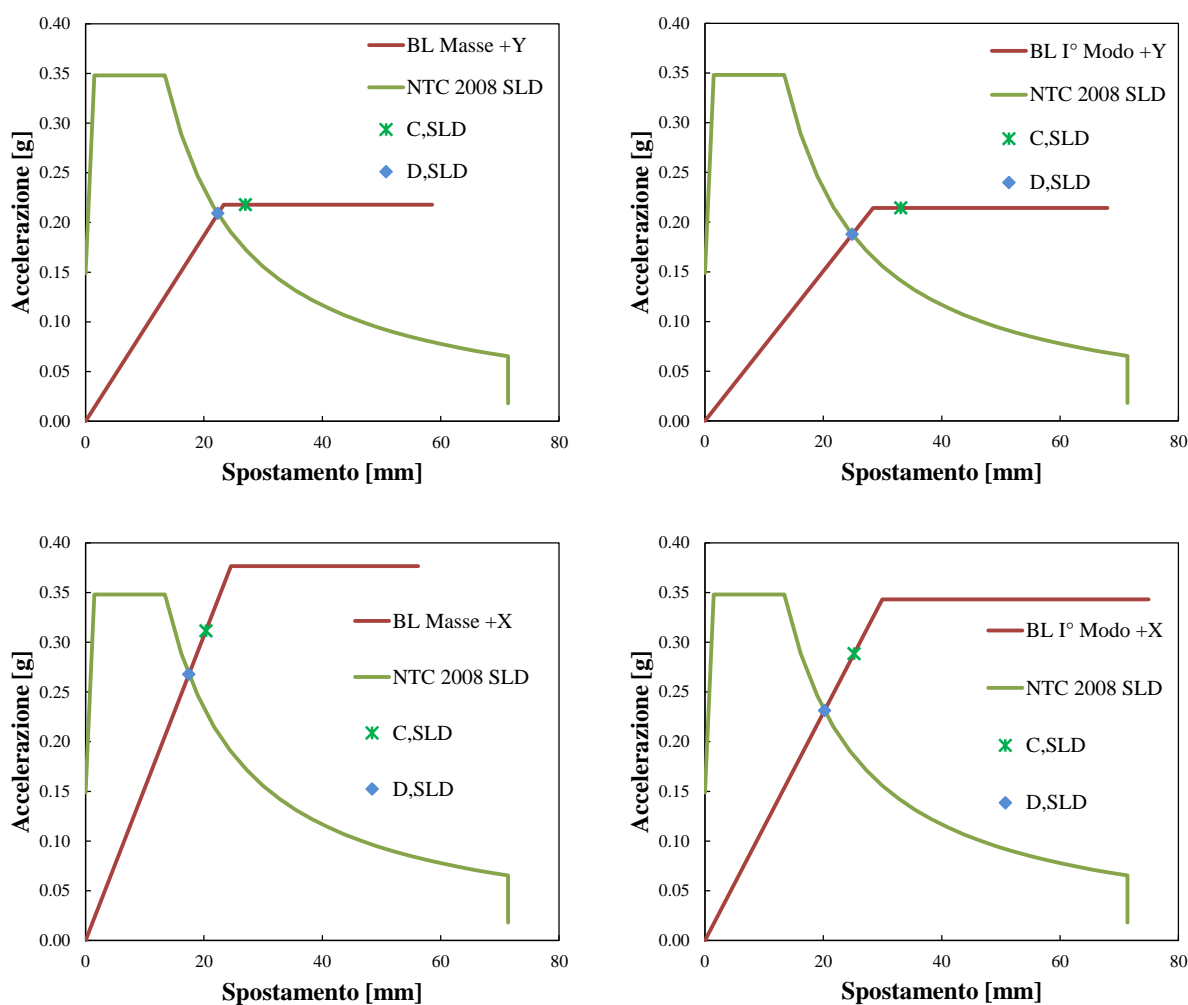 0.40
0.35
0.30
0.25
0.20
0.15
0.10
0.05
0.00
Accelerazione [g]
0 20 40 60 80
Spostamento [mm]
BL Masse +Y
NTC 2008 SLD
C,SLD
D,SLD
0.40
0.35
0.30
0.25
0.20
0.15
0.10
0.05
0.00
Accelerazione [g]
0 20 40 60 80
Spostamento [mm]
BL I° Modo +Y
NTC 2008 SLD
C,SLD
D,SLD
0.40
0.35
0.30
0.25
0.20
0.15
0.10
0.05
0.00
Accelerazione [g]
0 20 40 60 80
Spostamento [mm]
BL Masse +X
NTC 2008 SLD
C,SLD
D,SLD
0.40
0.35
0.30
0.25
0.20
0.15
0.10
0.05
0.00
Accelerazione [g]
0 20 40 60 80
Spostamento [mm]
BL I° Modo +X
NTC 2008 SLD
C,SLD
D,SLD